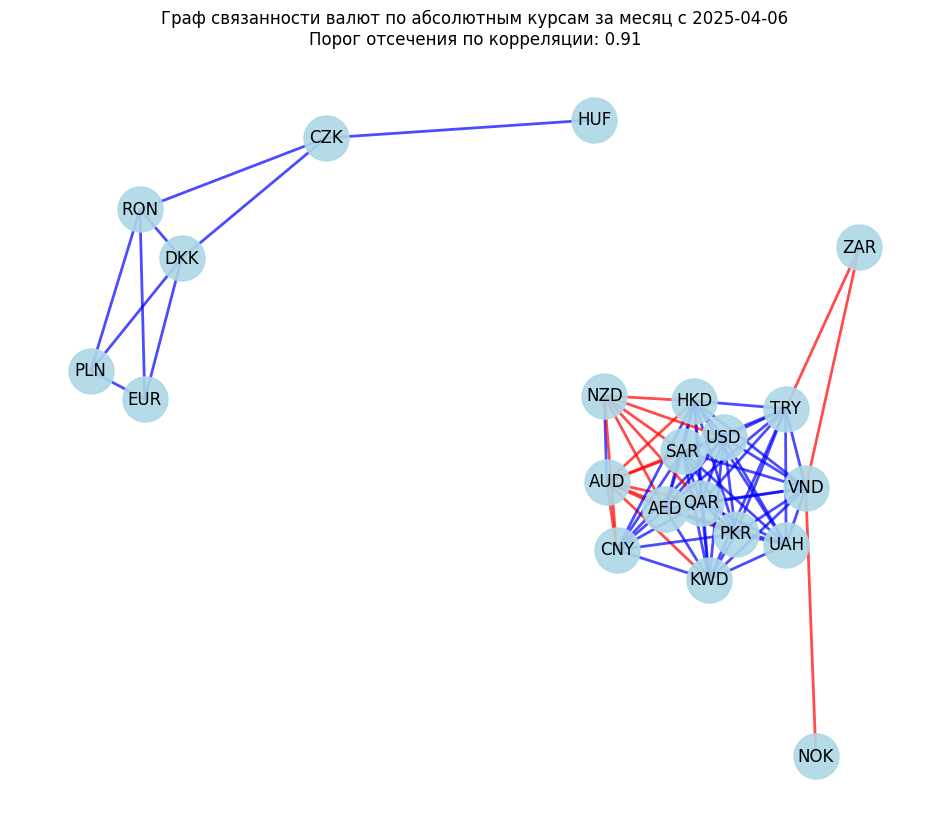 Граф связанности валют по абсолютным курсам за месяц с 2025-04-06
Порог отсечения по корреляции: 0.91
HUF
CZK
RON
ZAR
DKK
PLN
EUR
NZD
HKD
TRY
USD
SAR
AUD
VND
QAR
AED
PKR
UAH
CNY
KWD
NOK